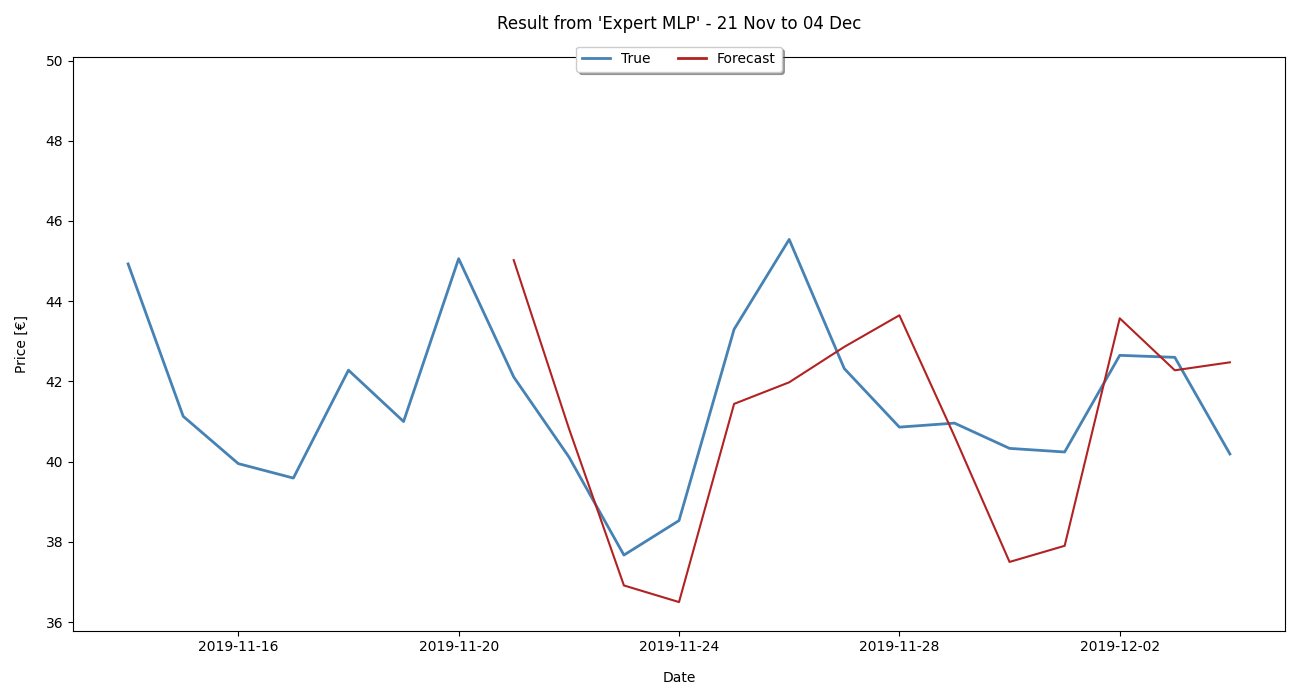 Result from 'Expert MLP' - 21 Nov to 04 Dec
True Forecast
50
48
46
44
42
40
38
36
Price [€]
2019-11-16 2019-11-20 2019-11-24 2019-11-28 2019-12-02
Date